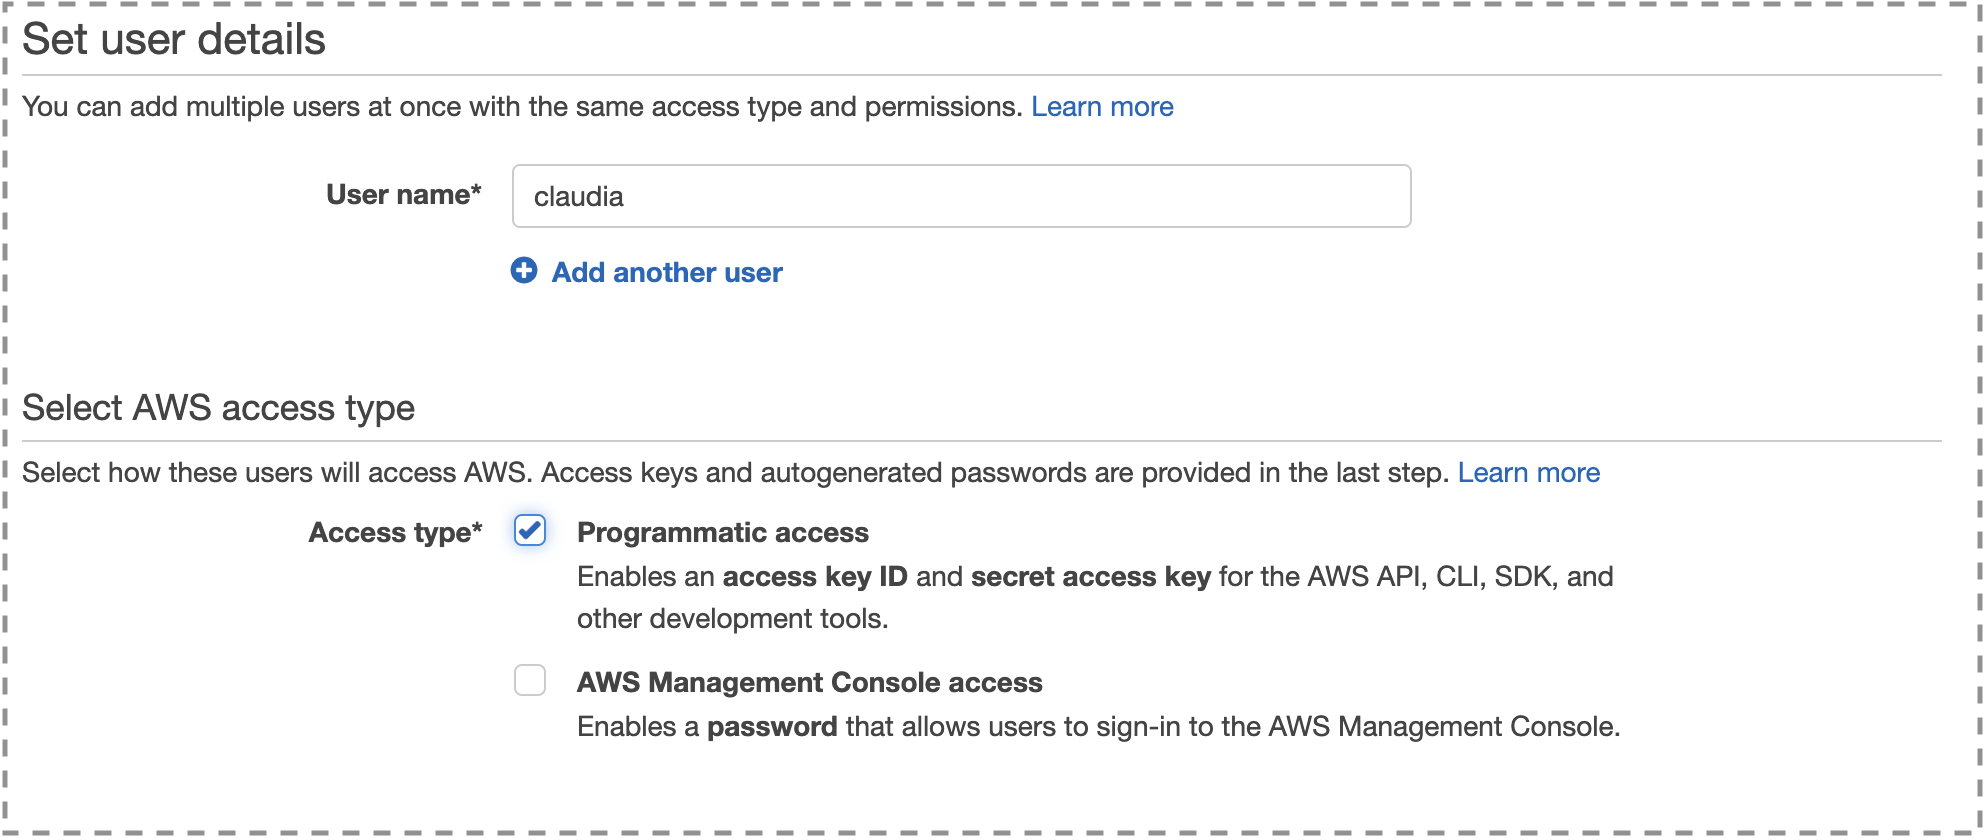 Set user details
You can add multiple users at once with the same access type and permissions. Learn more
User name* claudia
Add another user
Select AWS access type
Select how these users will access AWS. Access keys and autogenerated passwords are provided in the last step. Learn more
Access type* Programmatic access
Enables an access key ID and secret access key for the AWS API, CLI, SDK, and
other development tools.
AWS Management Console access
Enables a password that allows users to sign-in to the AWS Management Console.